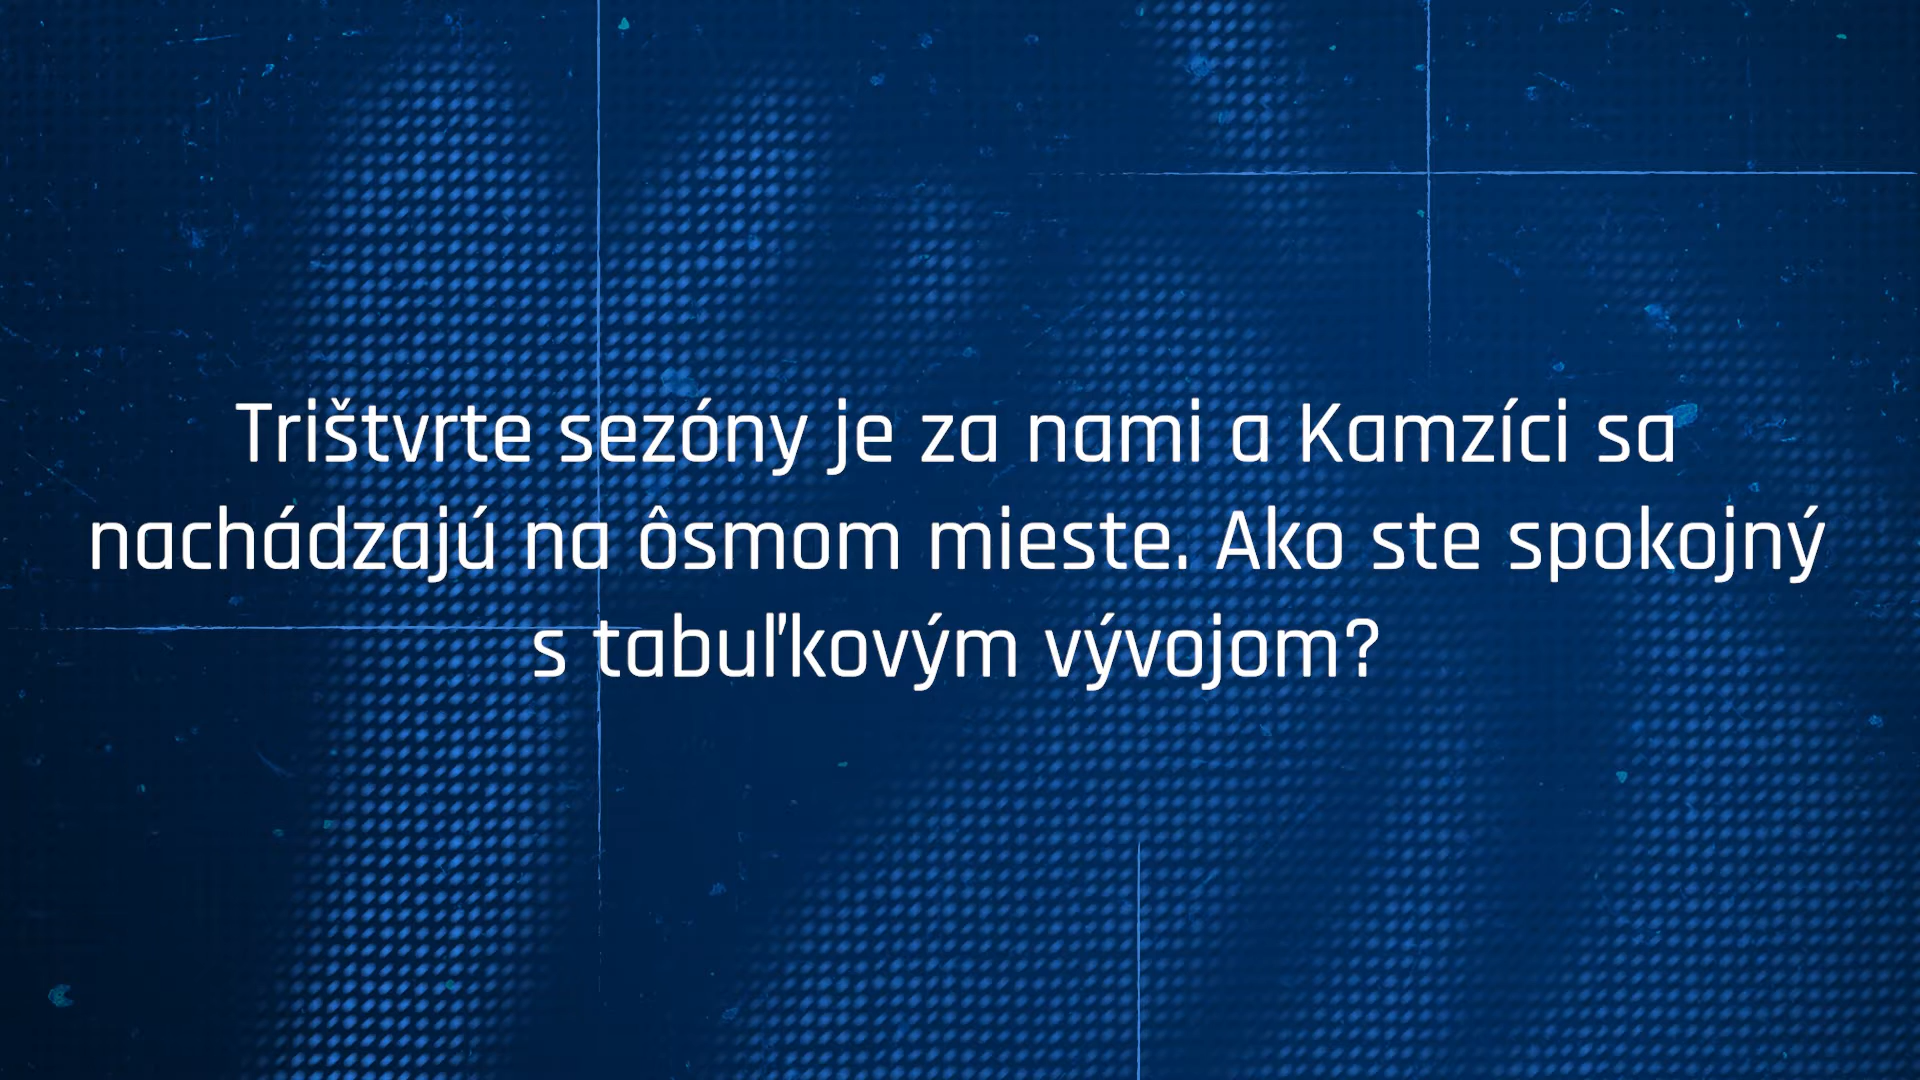 Trištvrte sezóny je za nami a Kamzíci sa
nachádzajú na ôsmom mieste. Ako ste spokojný
s tabuľkovým vývojom?